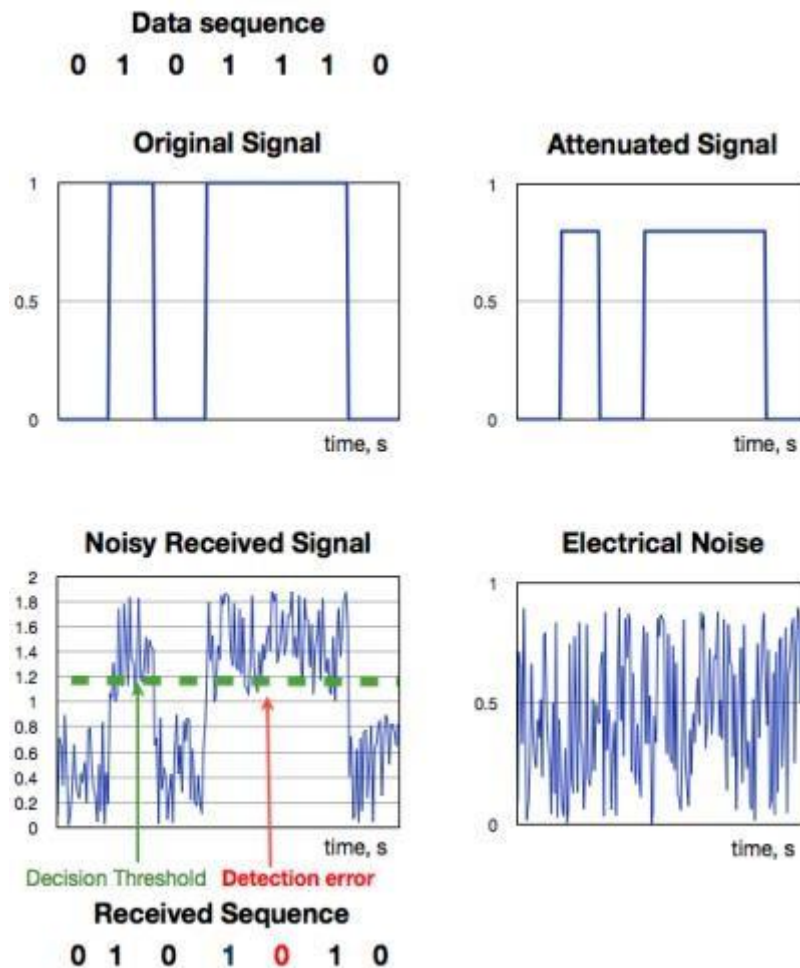 Data sequence
0 1 0 1 1 1 0
Original Signal
1
0.5
0
time, s
Attenuated Signal
1
0.5
0
time, s
Noisy Received Signal
2
1.8
1.6
1.4
1.2
1
0.8
0.6
0.4
0.2
0
time, s
Decision Threshold Detection error
Electrical Noise
1
0.5
0
time, s
Received Sequence
0 1 0 1 0 1 0